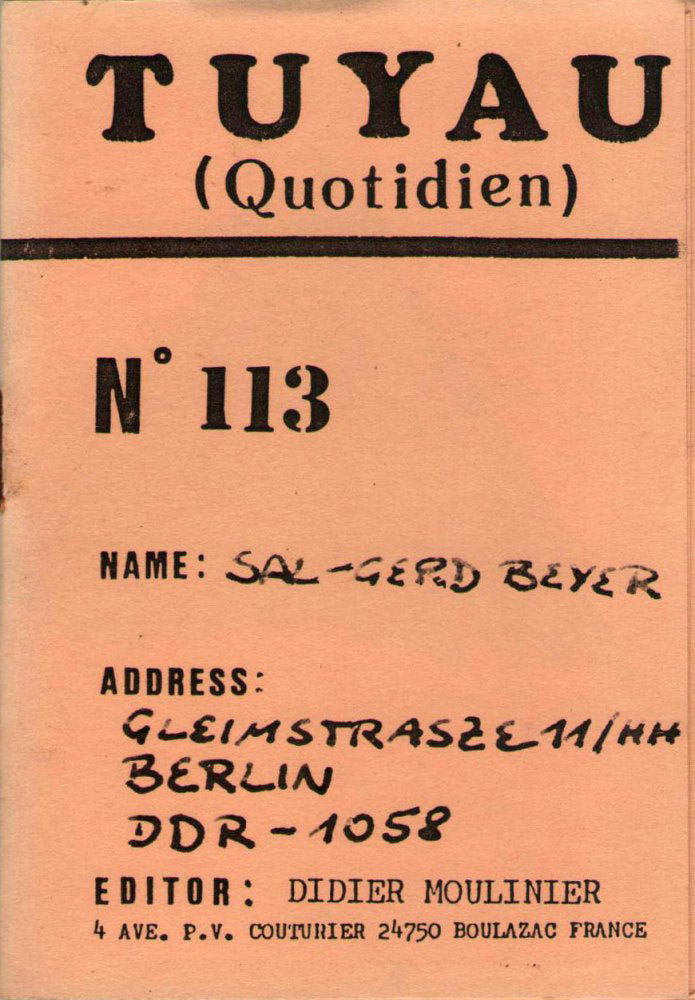 TUYAU
(Quotidien)
N° 113
NAME: SAL-GERD BEYER
ADDRESS:
GLEIMSTRASZE 11/HH
BERLIN
DDR-1058
EDITOR: DIDIER MOULINIER
4 AVE. P.V. COUTURIER 24750 BOULAZAC FRANCE